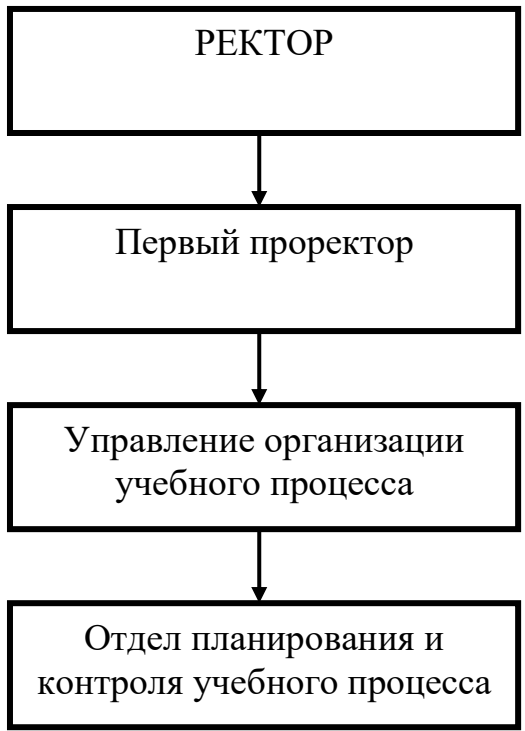 РЕКТОР
Первый проректор
Управление организации
учебного процесса
Отдел планирования и
контроля учебного процесса